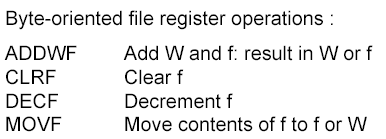 Byte-oriented file register operations :
ADDWF Add W and f: result in W or f
CLRF Clear f
DECF Decrement f
MOVF Move contents of f to f or W